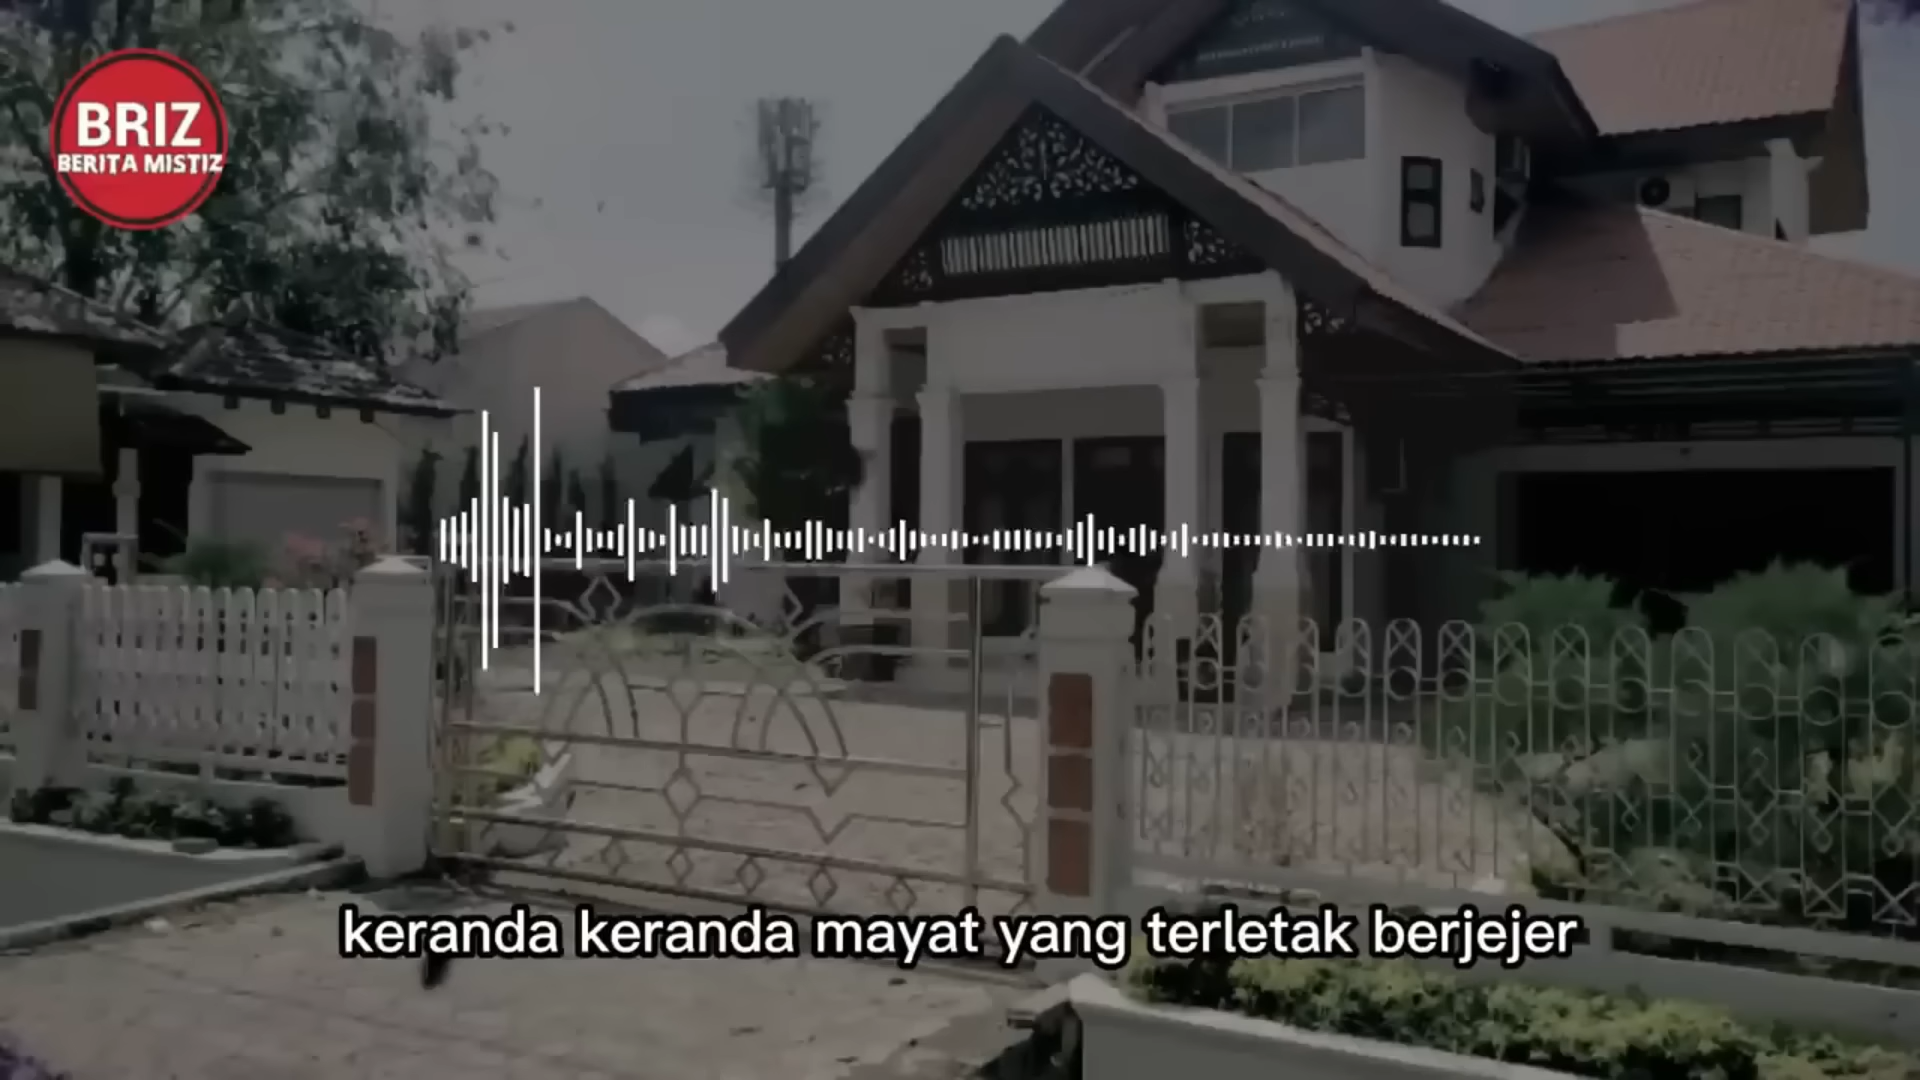 BRIZ
BERITA MISTIZ
keranda keranda mayat yang terletak berjejer